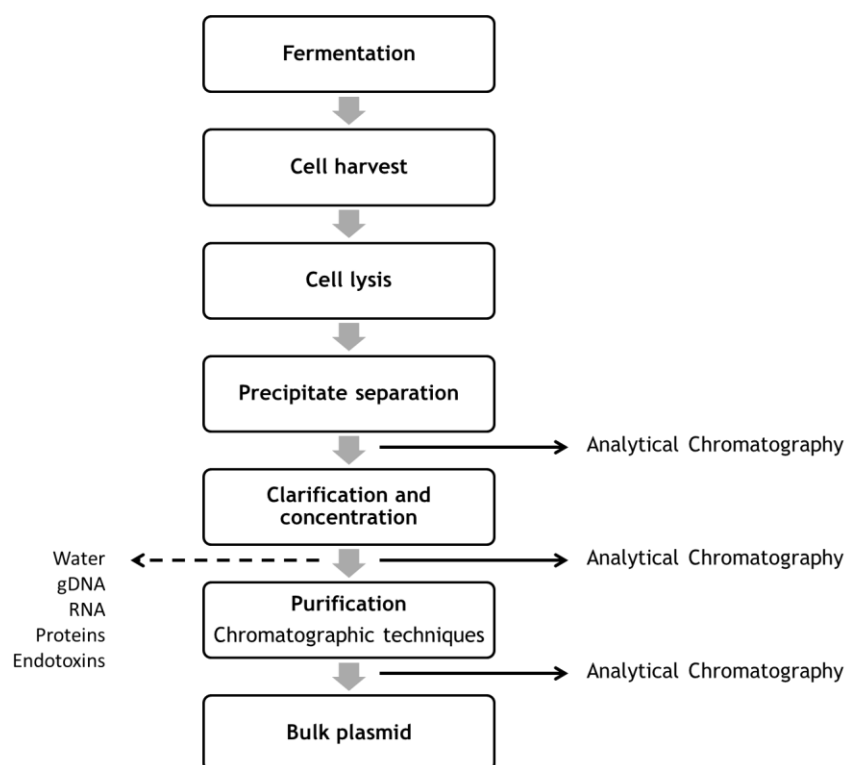 Fermentation
Cell harvest
Cell lysis
Precipitate separation
Analytical Chromatography
Clarification and
concentration
Water
gDNA
RNA
Proteins
Endotoxins
Analytical Chromatography
Purification
Chromatographic techniques
Analytical Chromatography
Bulk plasmid